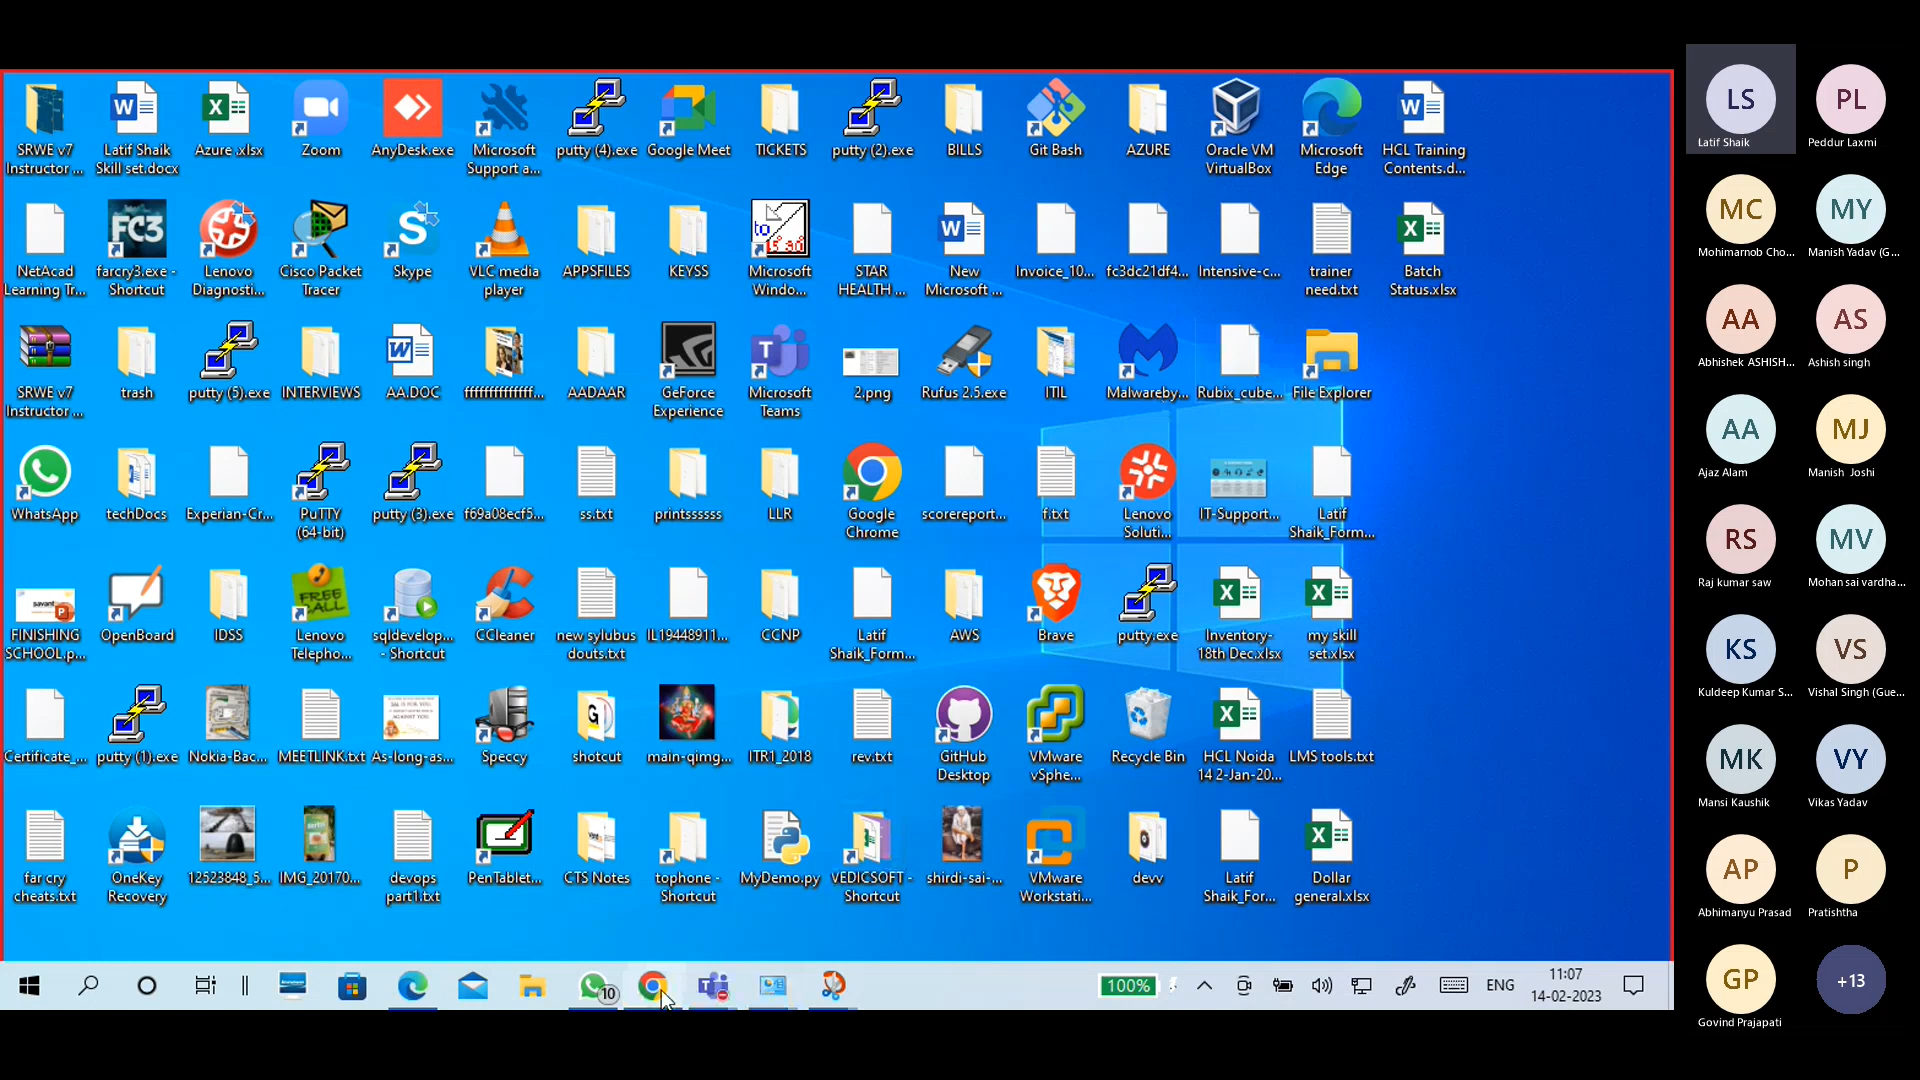 SRWE v7
Instructor ...
Latif Shaik
Skill set.docx
Azure .xlsx
Zoom
AnyDesk.exe
Microsoft
Support a...
putty (4).exe
Google Meet
TICKETS
putty (2).exe
BILLS
Git Bash
AZURE
Oracle VM
VirtualBox
Microsoft
Edge
HCL Training
Contents.d...
NetAcad
Learning Tr...
FC3
farcry3.exe -
Shortcut
Lenovo
Diagnosti...
Cisco Packet
Tracer
Skype
VLC media
player
APPSFILES
KEYSS
to
Microsoft
Windo...
STAR
HEALTH ...
New
Microsoft ...
Invoice_10...
fc3dc21df4...
Intensive-c...
trainer
need.txt
Batch
Status.xlsx
SRWE v7
Instructor ...
trash
putty (5).exe
INTERVIEWS
AA.DOC
ffffffffffffff...
AADAAR
GeForce
Experience
Microsoft
Teams
2.png
Rufus 2.5.exe
ITIL
Malwareby...
Rubix_cube...
File Explorer
WhatsApp
techDocs
Experian-Cr...
PuTTY
(64-bit)
putty (3).exe
f69a08ecf5...
ss.txt
printssssss
LLR
Google
Chrome
scorereport...
f.txt
Lenovo
Soluti...
IT-Support...
Latif
Shaik_Form...
savant
FINISHING
SCHOOL.p...
OpenBoard
IDSS
FREE
CALL
Lenovo
Telepho...
sqldevelop...
- Shortcut
CCleaner
new sylubus
douts.txt
IL19448911...
CCNP
Latif
Shaik_Form...
AWS
Brave
putty.exe
Inventory-
18th Dec.xlsx
my skill
set.xlsx
Certificate_...
putty (1).exe
Nokia-Bac...
MEETLINK.txt
As-long-as...
Speccy
shotcut
main-qimg...
ITR1_2018
rev.txt
GitHub
Desktop
VMware
vSphe...
Recycle Bin
HCL Noida
14 2-Jan-20...
LMS tools.txt
far cry
cheats.txt
OneKey
Recovery
12523848_5...
IMG_20170...
devops
part1.txt
PenTablet...
CTS Notes
tophone -
Shortcut
MyDemo.py
VEDICSOFT -
Shortcut
shirdi-sai-...
VMware
Workstati...
devv
Latif
Shaik_For...
Dollar
general.xlsx
10
100%
ENG
11:07
14-02-2023
LS
Latif Shaik
PL
Peddur Laxmi
MC
Mohimarnob Cho...
MY
Manish Yadav (G...
AA
Abhishek ASHISH...
AS
Ashish singh
AA
Ajaz Alam
MJ
Manish Joshi
RS
Raj kumar saw
MV
Mohan sai vardha...
KS
Kuldeep Kumar S...
VS
Vishal Singh (Gue...
MK
Mansi Kaushik
VY
Vikas Yadav
AP
Abhimanyu Prasad
P
Pratishtha
GP
Govind Prajapati
+13